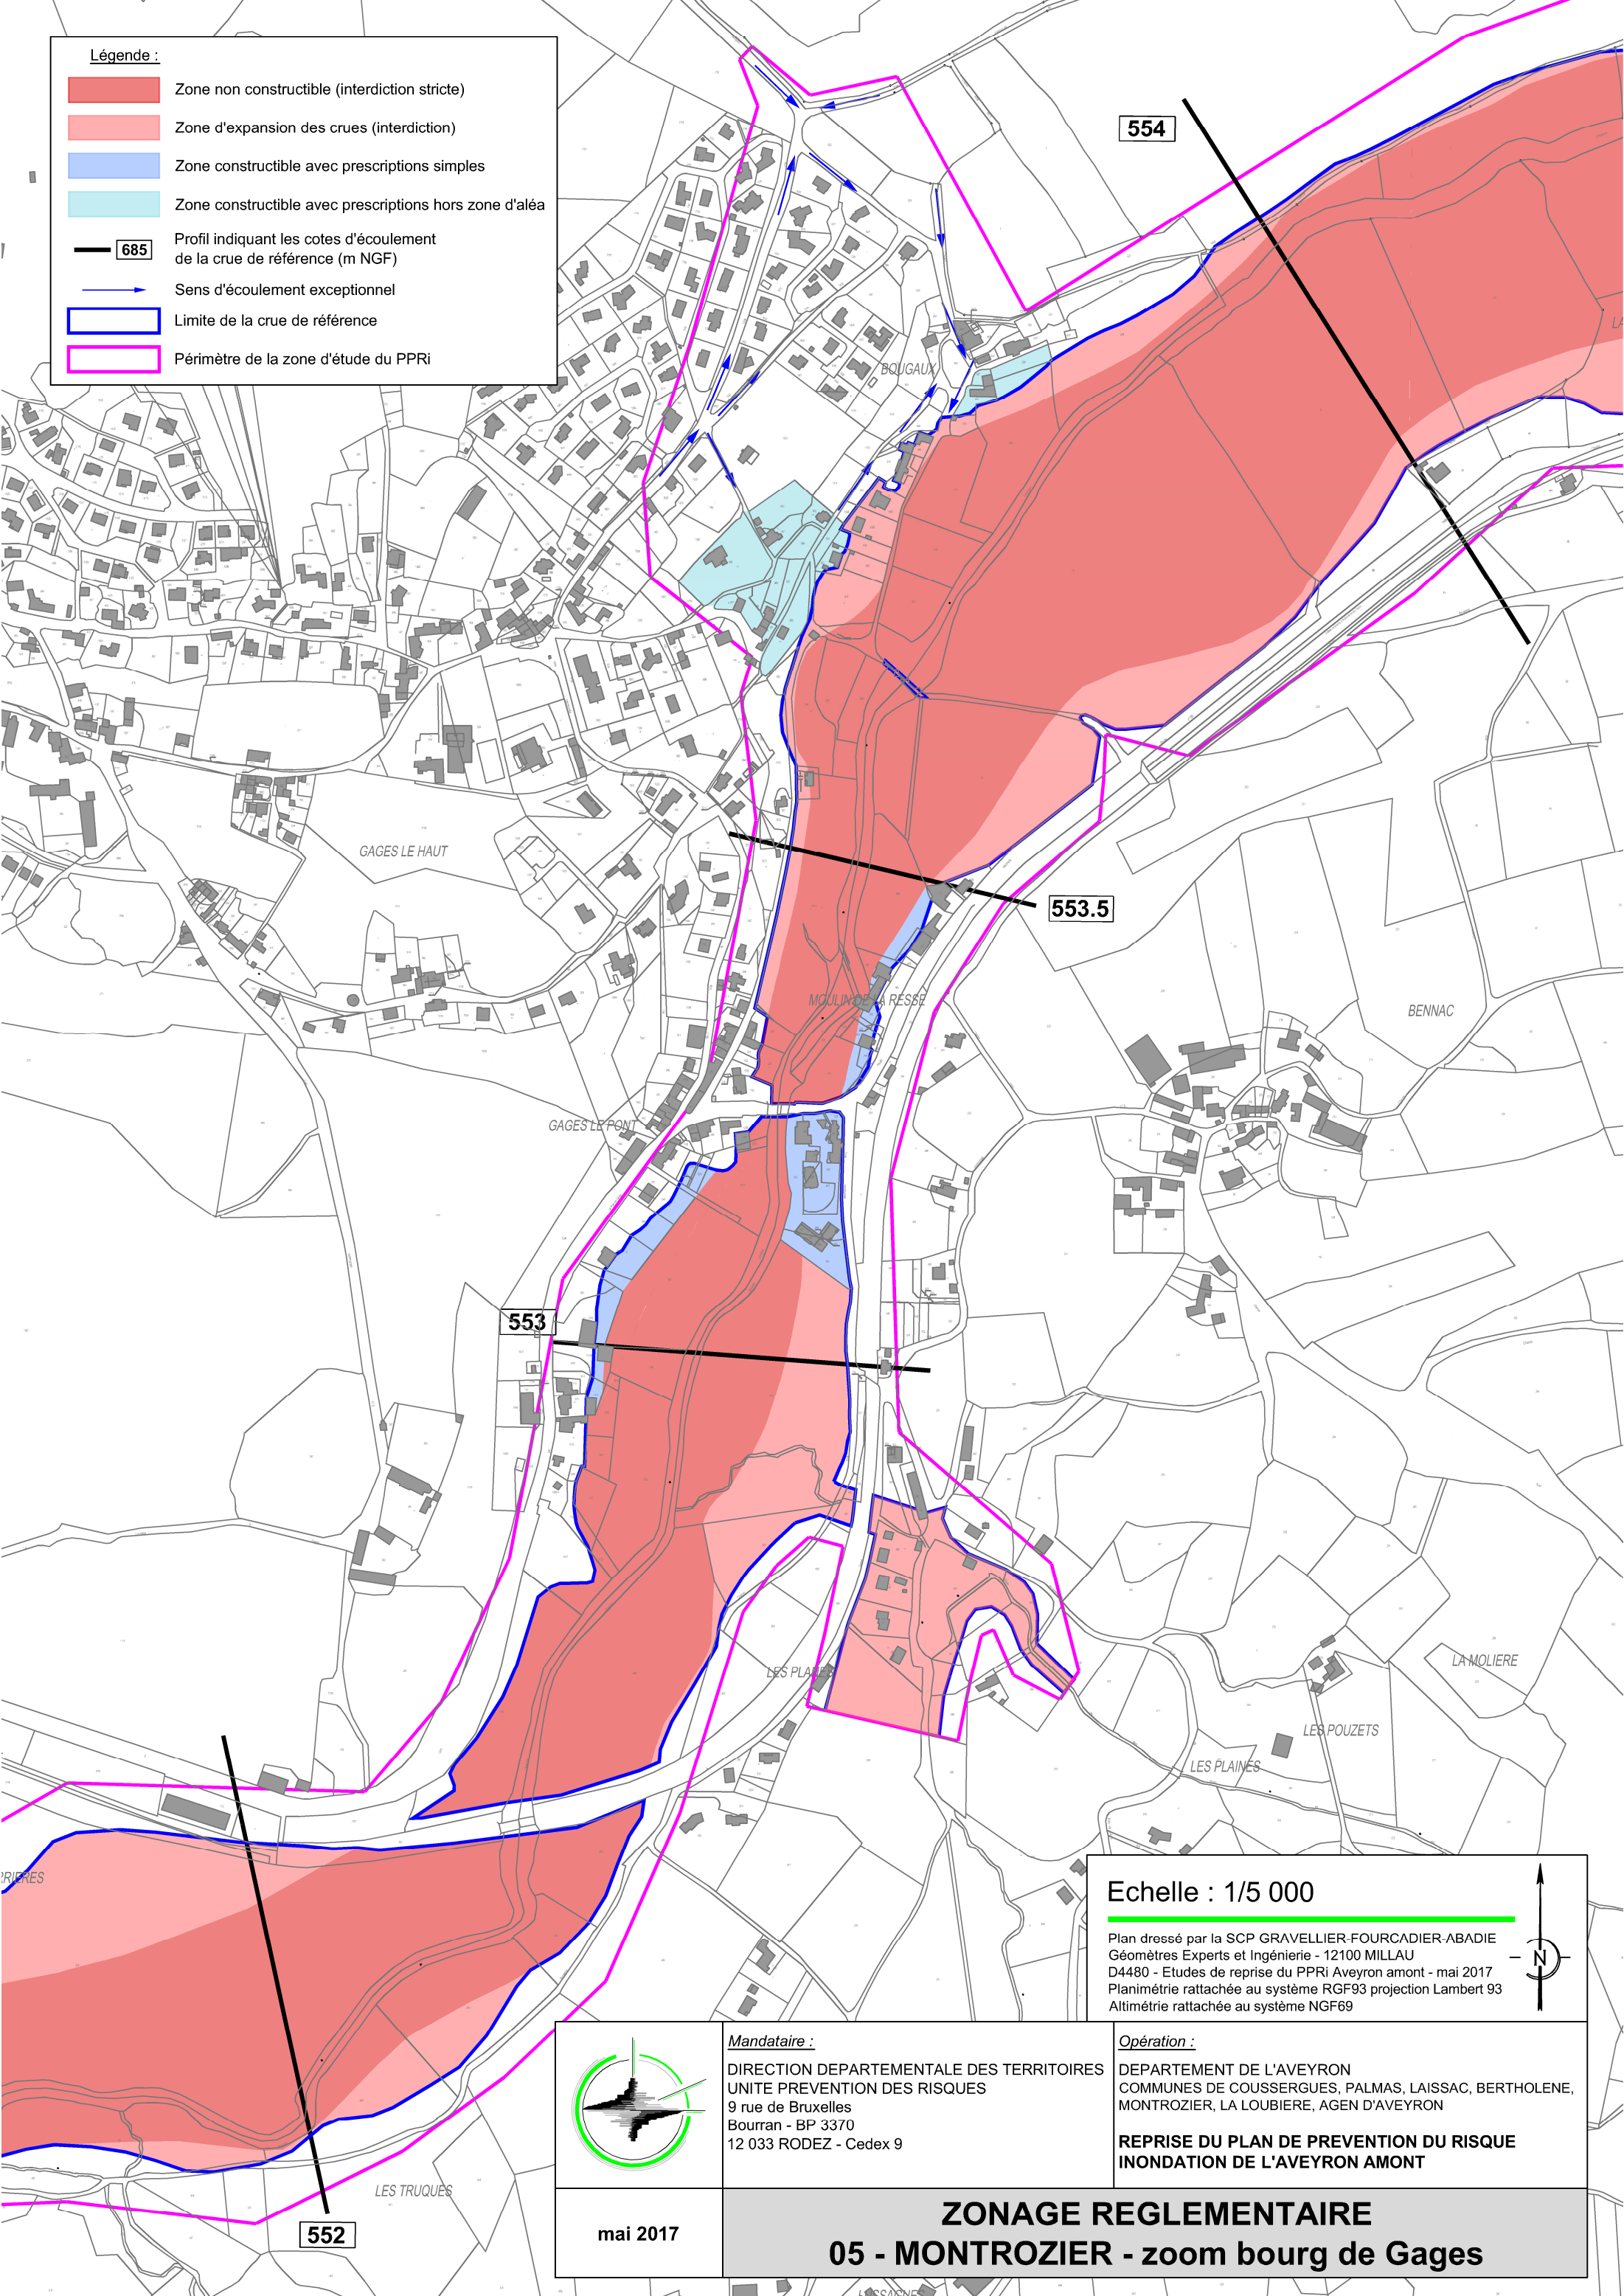 Légende :
Zone non constructible (interdiction stricte)
Zone d'expansion des crues (interdiction)
Zone constructible avec prescriptions simples
Zone constructible avec prescriptions hors zone d'aléa
685
Profil indiquant les cotes d'écoulement
de la crue de référence (m NGF)
Sens d'écoulement exceptionnel
Limite de la crue de référence
Périmètre de la zone d'étude du PPRi
554
BOUGAUX
GAGES LE HAUT
553.5
MOULIN DE LA RESSE
BENNAC
GAGES LE PONT
553
LES PLANES
LA MOLIERE
LES POUZETS
LES PLAINES
LES TRUQUES
552
Echelle : 1/5 000
Plan dressé par la SCP GRAVELLIER-FOURCADIER-ABADIE
Géomètres Experts et Ingénierie - 12100 MILLAU
D4480 - Etudes de reprise du PPRi Aveyron amont - mai 2017
Planimétrie rattachée au système RGF93 projection Lambert 93
Altimétrie rattachée au système NGF69
N
Mandataire :
DIRECTION DEPARTEMENTALE DES TERRITOIRES
UNITE PREVENTION DES RISQUES
9 rue de Bruxelles
Bourran - BP 3370
12 033 RODEZ - Cedex 9
Opération :
DEPARTEMENT DE L'AVEYRON
COMMUNES DE COUSSERGUES, PALMAS, LAISSAC, BERTHOLENE,
MONTROZIER, LA LOUBIERE, AGEN D'AVEYRON
REPRISE DU PLAN DE PREVENTION DU RISQUE
INONDATION DE L'AVEYRON AMONT
mai 2017
ZONAGE REGLEMENTAIRE
05 - MONTROZIER - zoom bourg de Gages